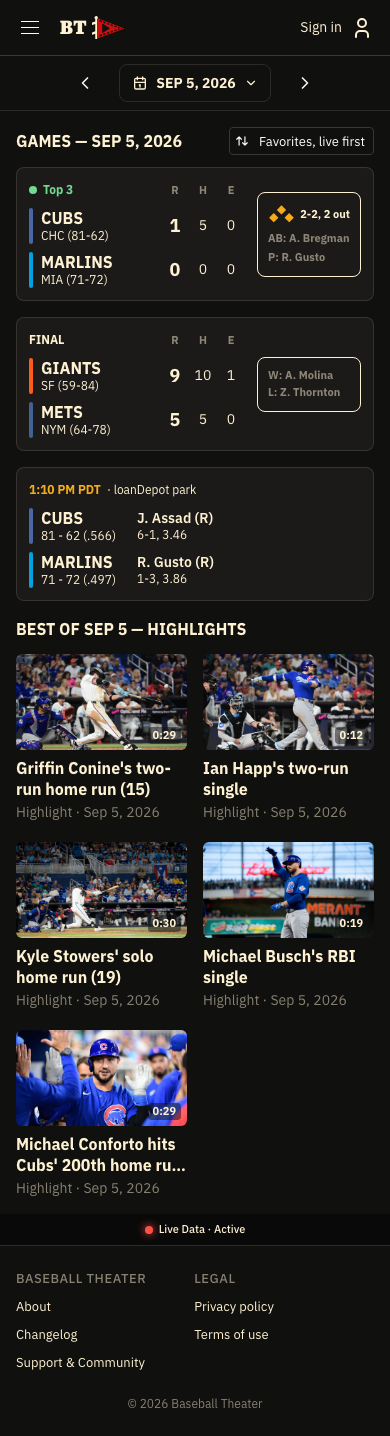 BT
Sign in
SEP 5, 2026
GAMES — SEP 5, 2026
Favorites, live first
Top 3 R H E
CUBS 1 5 0
CHC (81-62)
MARLINS 0 0 0
MIA (71-72)
2-2, 2 out
AB: A. Bregman
P: R. Gusto
FINAL R H E
GIANTS 9 10 1
SF (59-84)
METS 5 5 0
NYM (64-78)
W: A. Molina
L: Z. Thornton
1:10 PM PDT · loanDepot park
CUBS J. Assad (R)
81 - 62 (.566) 6-1, 3.46
MARLINS R. Gusto (R)
71 - 72 (.497) 1-3, 3.86
BEST OF SEP 5 — HIGHLIGHTS
0:29
Griffin Conine's two-
run home run (15)
Highlight · Sep 5, 2026
0:12
Ian Happ's two-run
single
Highlight · Sep 5, 2026
0:30
Kyle Stowers' solo
home run (19)
Highlight · Sep 5, 2026
MERANT
BAN
0:19
Michael Busch's RBI
single
Highlight · Sep 5, 2026
0:29
Michael Conforto hits
Cubs' 200th home ru...
Highlight · Sep 5, 2026
Live Data · Active
BASEBALL THEATER
About
Changelog
Support & Community
LEGAL
Privacy policy
Terms of use
© 2026 Baseball Theater